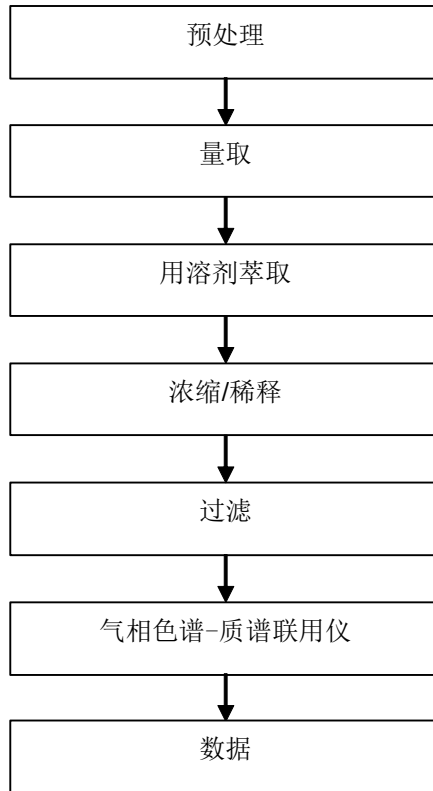 预处理
量取
用溶剂萃取
浓缩/稀释
过滤
气相色谱-质谱联用仪
数据